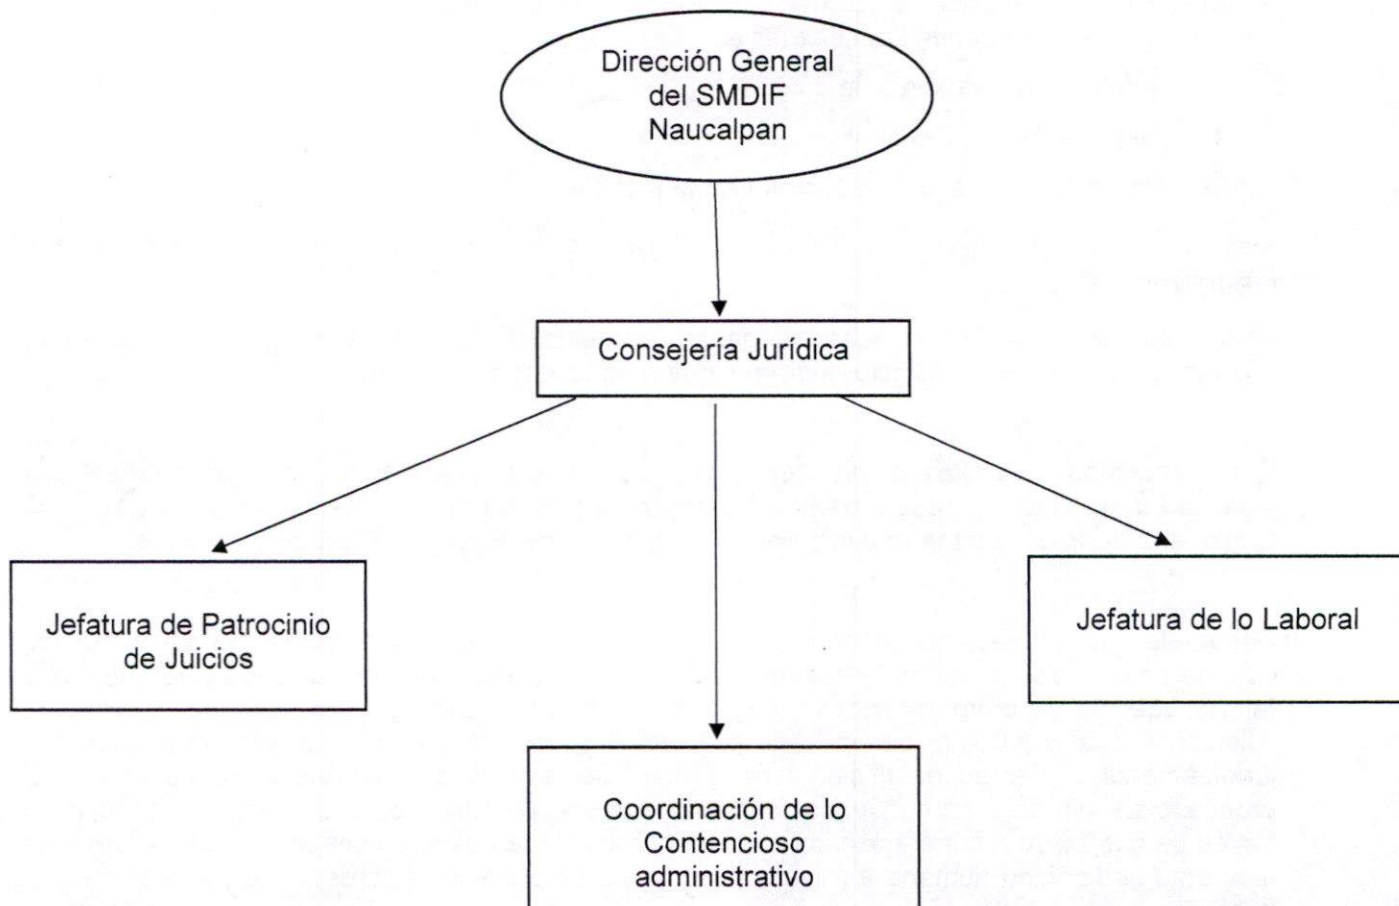 Dirección General
del SMDIF
Naucalpan
Consejería Jurídica
Jefatura de Patrocinio
de Juicios
Jefatura de lo Laboral
Coordinación de lo
Contencioso
administrativo